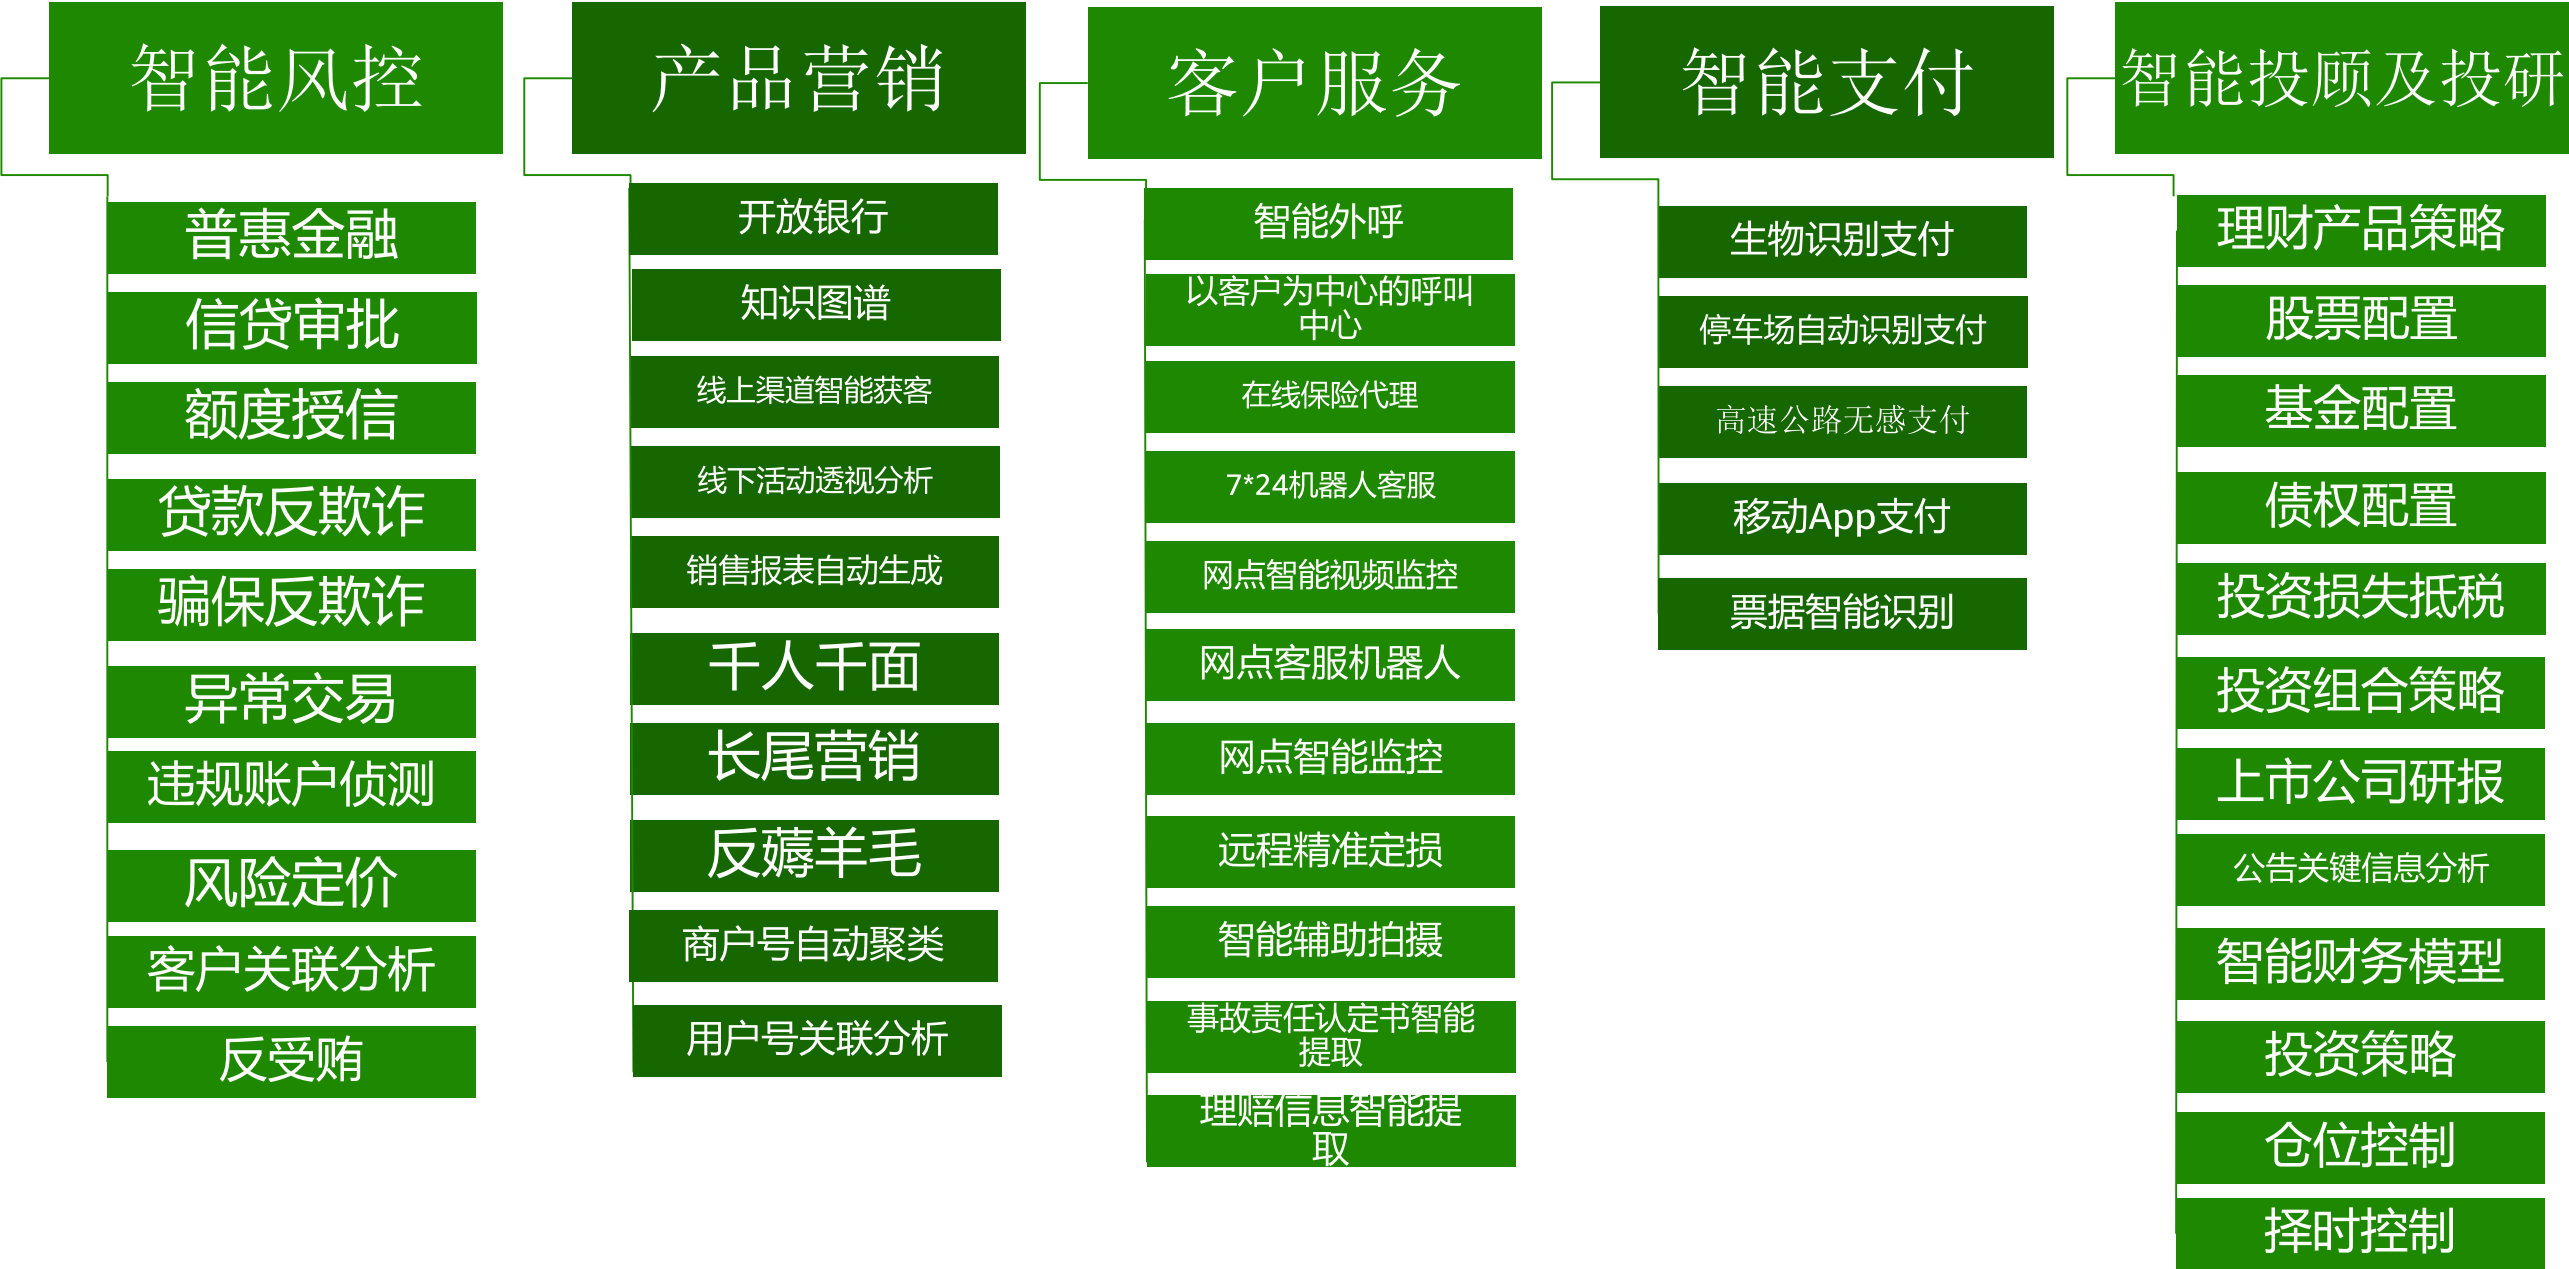 智能风控
普惠金融
信贷审批
额度授信
贷款反欺诈
骗保反欺诈
异常交易
违规账户侦测
风险定价
客户关联分析
反受贿
产品营销
开放银行
知识图谱
线上渠道智能获客
线下活动透视分析
销售报表自动生成
千人千面
长尾营销
反薅羊毛
商户号自动聚类
用户号关联分析
客户服务
智能外呼
以客户为中心的呼叫
中心
在线保险代理
7*24机器人客服
网点智能视频监控
网点客服机器人
网点智能监控
远程精准定损
智能辅助拍摄
事故责任认定书智能
提取
理赔信息智能提
取
智能支付
生物识别支付
停车场自动识别支付
高速公路无感支付
移动App支付
票据智能识别
智能投顾及投研
理财产品策略
股票配置
基金配置
债权配置
投资损失抵税
投资组合策略
上市公司研报
公告关键信息分析
智能财务模型
投资策略
仓位控制
择时控制